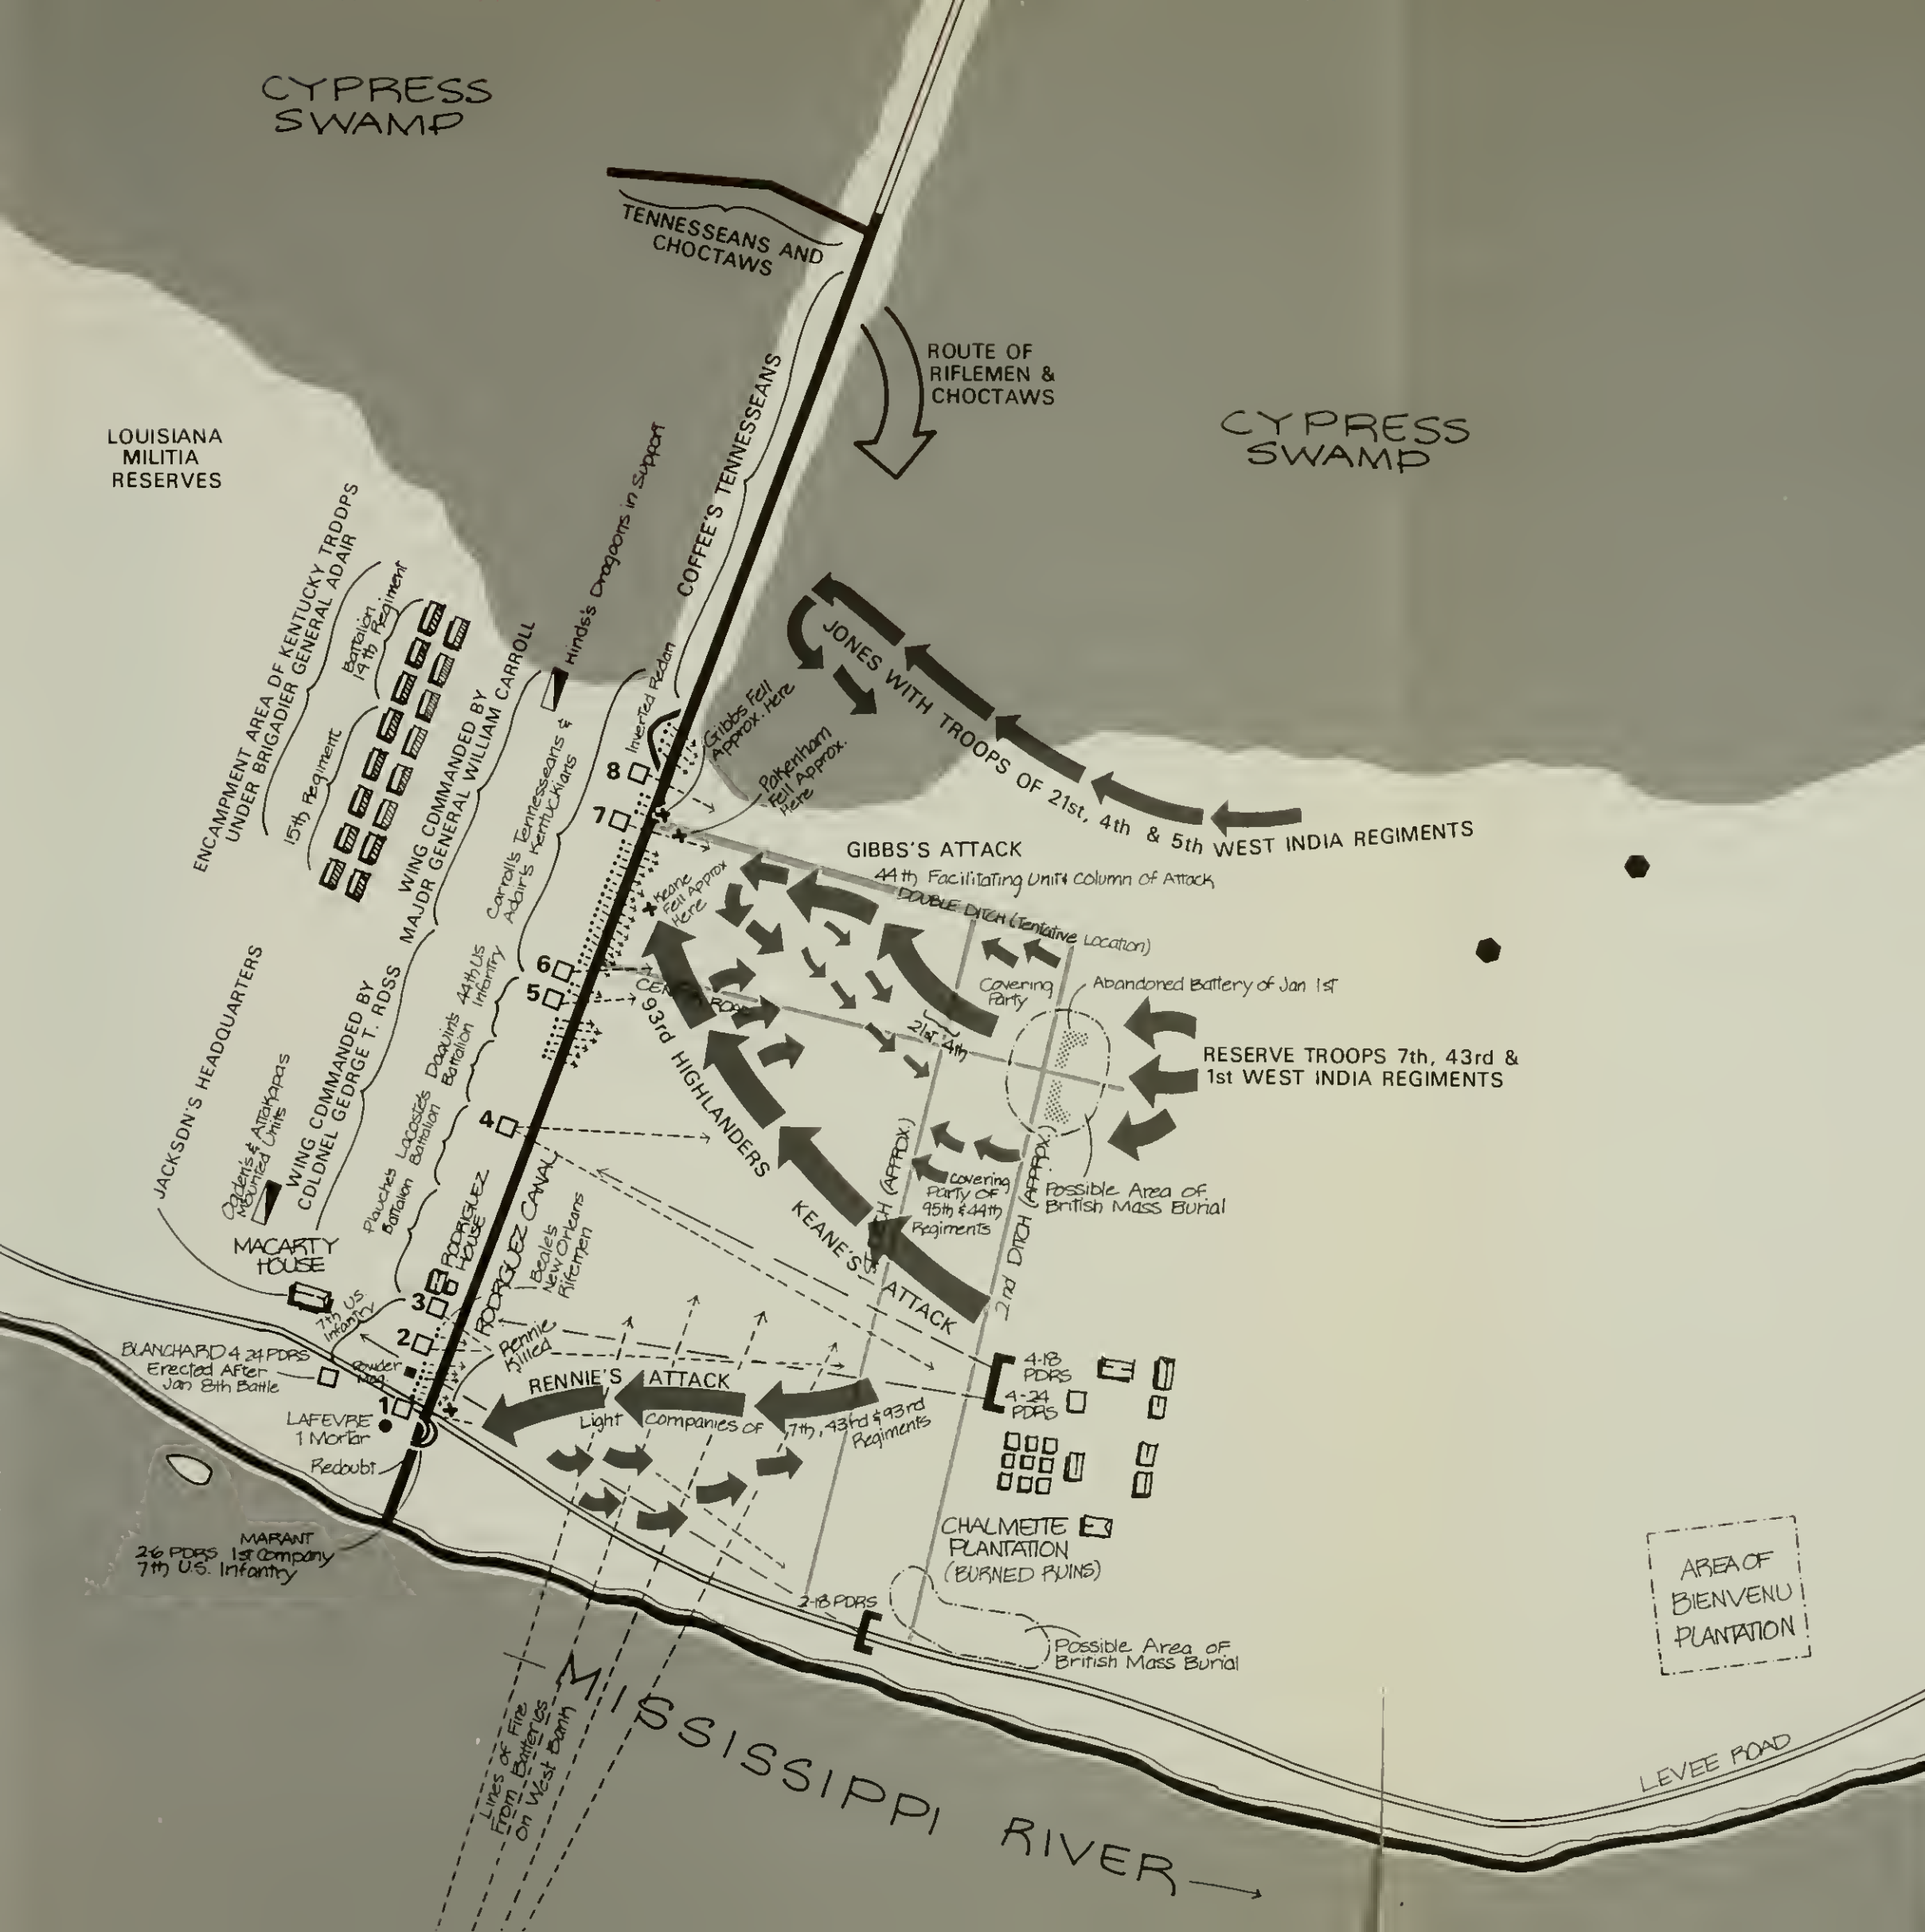 CYPRESS
SWAMP
TENNESSEANS AND
CHOCTAWS
ROUTE OF
RIFLEMEN &
CHOCTAWS
CYPRESS
SWAMP
LOUISIANA
MILITIA
RESERVES
COFFEE'S TENNESSEANS
Hinds's Dragoons in Support
ENCAMPMENT AREA OF KENTUCKY TROOPS
UNDER BRIGADIER GENERAL ADAIR
Battalion
14th Regiment
15th Regiment
WING COMMANDED BY
MAJOR GENERAL WILLIAM CARROLL
Carroll's Tennesseans &
Adair's Kentuckians
Inverted Redan
8
7
Gibbs Fell
Approx. Here
Pakenham
Fell Approx.
Here
JONES WITH TROOPS OF 21st, 4th & 5th WEST INDIA REGIMENTS
GIBBS'S ATTACK
44th Facilitating Unit & Column of Attack
DOUBLE DITCH (Tentative Location)
Keane
Fell Approx
Here
Covering
Party
Abandoned Battery of Jan 1st
6
5
CENTER ROAD
21st 4th
RESERVE TROOPS 7th, 43rd &
1st WEST INDIA REGIMENTS
93rd HIGHLANDERS
44th US
Infantry
Daquin's
Battalion
Lacoste's
Battalion
Plauche's
Battalion
WING COMMANDED BY
COLONEL GEORGE T. ROSS
JACKSON'S HEADQUARTERS
Ogden's & Attakapas
Mounted Units
4
RODRIGUEZ CANAL
RODRIGUEZ
HOUSE
Beale's
New Orleans
Riflemen
MACARTY
HOUSE
7th U.S.
Infantry
3
2
Powder
Mag.
1
Rennie
Killed
KEANE'S ATTACK
1st DITCH (APPROX.)
2nd DITCH (APPROX.)
Covering
Party of
95th & 44th
Regiments
Possible Area of
British Mass Burial
BLANCHARD 4 24 PDRS
Erected After
Jan 8th Battle
LAFEVRE
1 Mortar
Redoubt
MARANT
2 6 PDRS 1st Company
7th U.S. Infantry
RENNIE'S ATTACK
Light Companies of 7th, 43rd & 93rd
Regiments
4-18
PDRS
4-24
PDRS
CHALMETTE
PLANTATION
(BURNED RUINS)
2-18 PDRS
Possible Area of
British Mass Burial
AREA OF
BIENVENU
PLANTATION
Lines of Fire
From Batteries
On West Bank
MISSISSIPPI RIVER
LEVEE ROAD